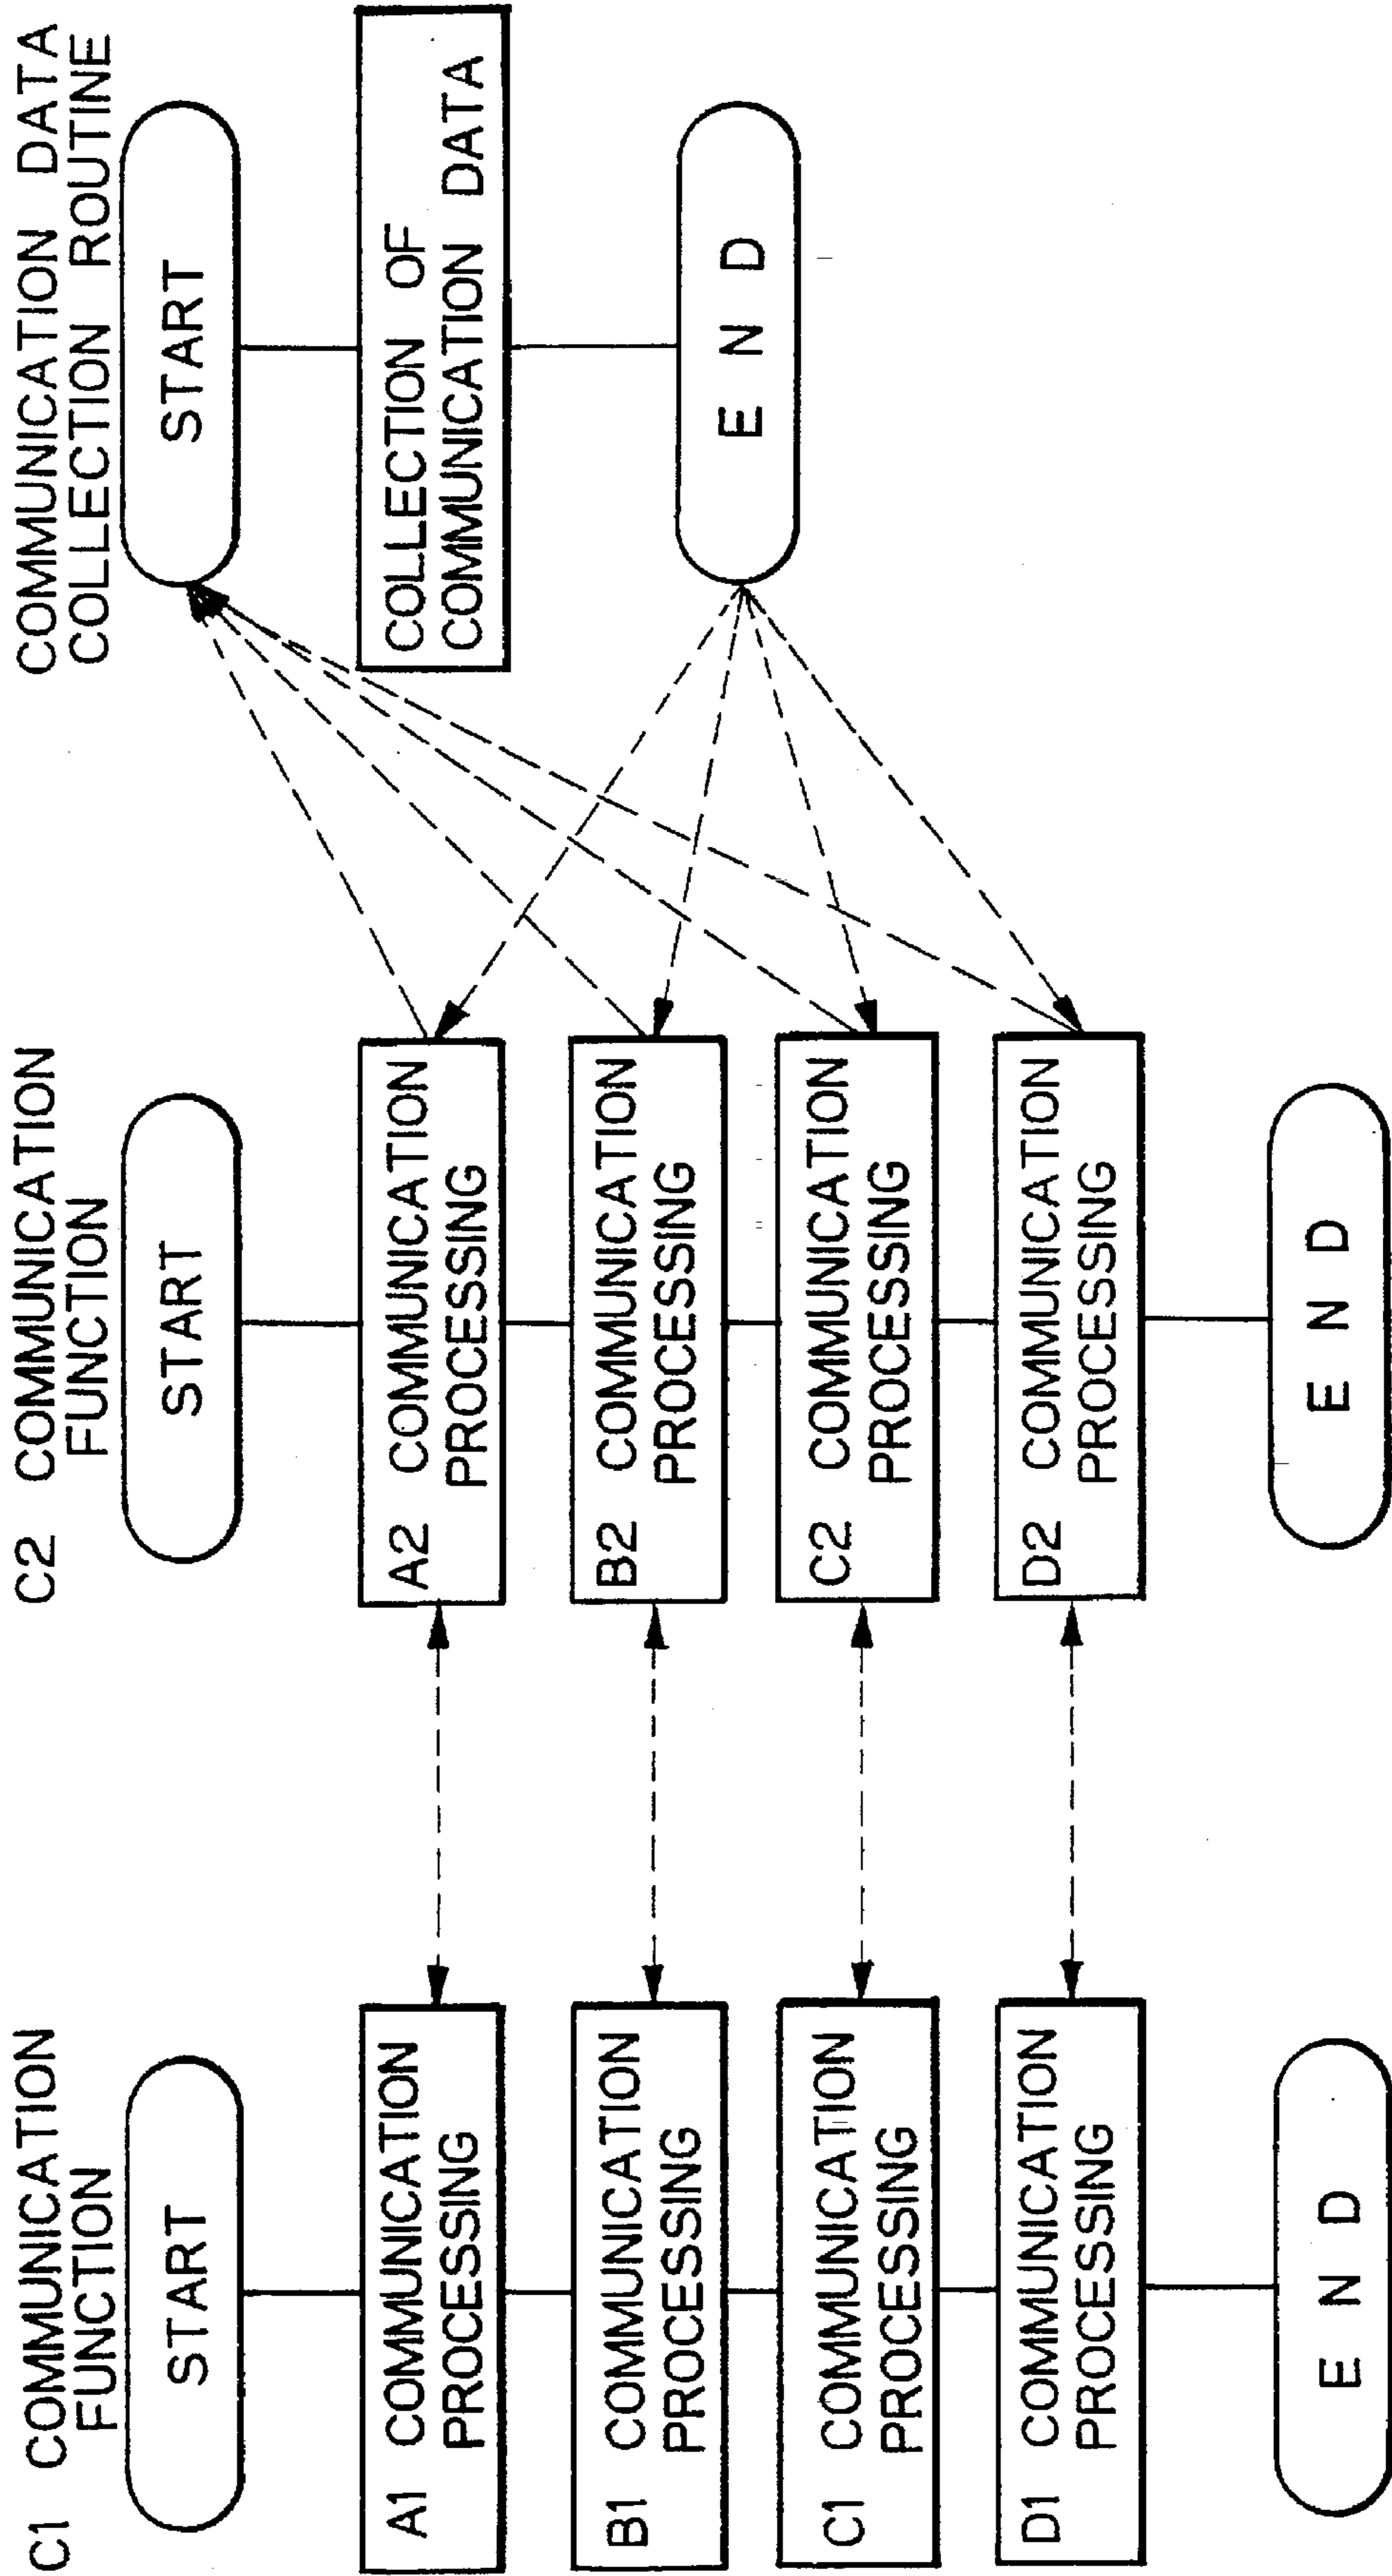 C1 COMMUNICATION
FUNCTION
START
A1 COMMUNICATION
PROCESSING
B1 COMMUNICATION
PROCESSING
C1 COMMUNICATION
PROCESSING
D1 COMMUNICATION
PROCESSING
E N D
C2 COMMUNICATION
FUNCTION
START
A2 COMMUNICATION
PROCESSING
B2 COMMUNICATION
PROCESSING
C2 COMMUNICATION
PROCESSING
D2 COMMUNICATION
PROCESSING
E N D
COMMUNICATION DATA
COLLECTION ROUTINE
START
COLLECTION OF
COMMUNICATION DATA
E N D